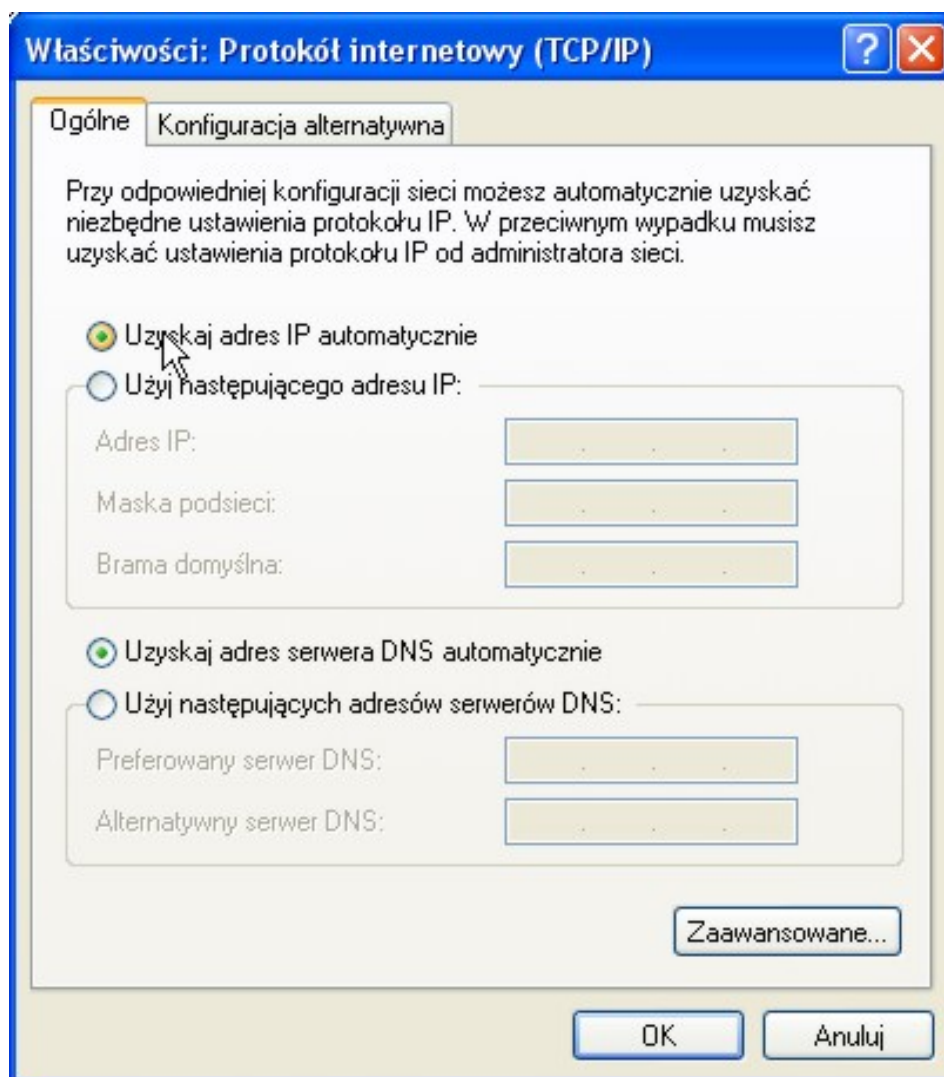 Właściwości: Protokół internetowy (TCP/IP)
Ogólne
Konfiguracja alternatywna
Przy odpowiedniej konfiguracji sieci możesz automatycznie uzyskać
niezbędne ustawienia protokołu IP. W przeciwnym wypadku musisz
uzyskać ustawienia protokołu IP od administratora sieci.
Uzyskaj adres IP automatycznie
Użyj następującego adresu IP:
Adres IP:
Maska podsieci:
Brama domyślna:
Uzyskaj adres serwera DNS automatycznie
Użyj następujących adresów serwerów DNS:
Preferowany serwer DNS:
Alternatywny serwer DNS:
Zaawansowane...
OK
Anuluj